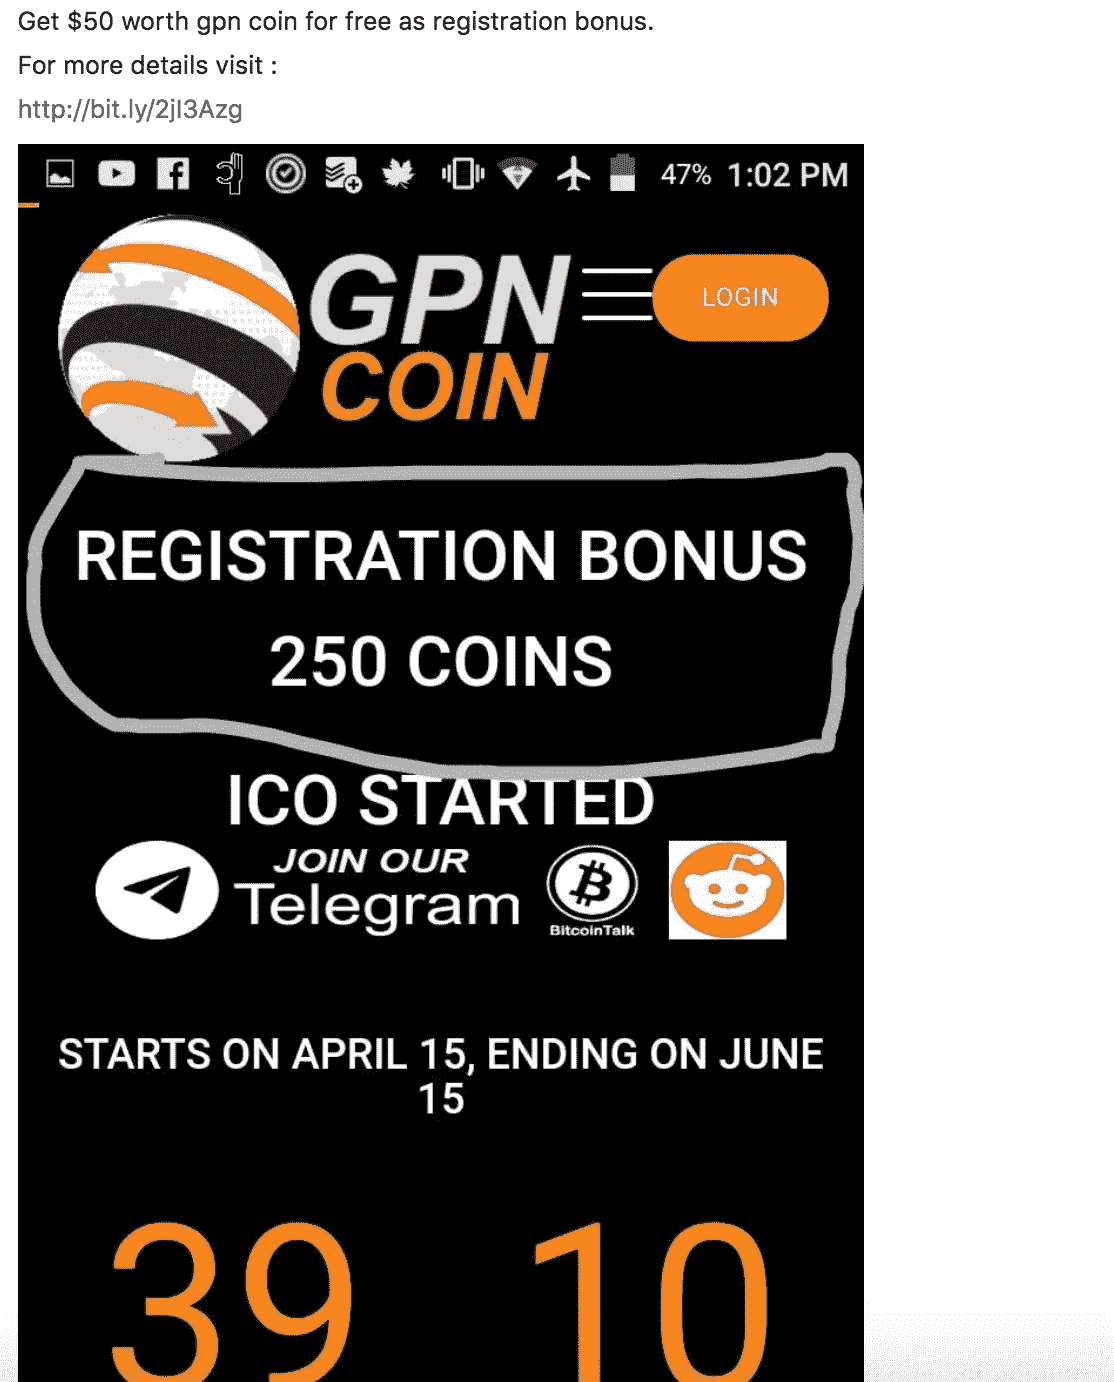 Get $50 worth gpn coin for free as registration bonus.
For more details visit :
http://bit.ly/2jI3Azg
47% 1:02 PM
GPN
COIN
LOGIN
REGISTRATION BONUS
250 COINS
ICO STARTED
JOIN OUR
Telegram
BitcoinTalk
STARTS ON APRIL 15, ENDING ON JUNE
15
39 10